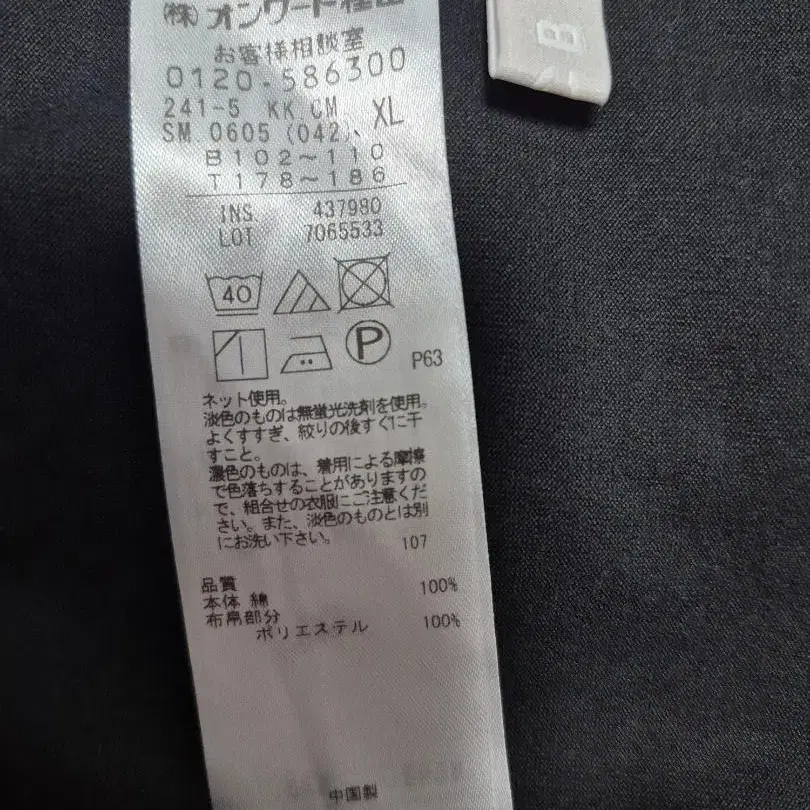 (株)オンワード樫山
お客様相談室
0120-586300
241-5 KK CM
SM 0605 (042)、XL
B102〜110
T178〜186
INS. 437980
LOT 7065533
40
P
P63
ネット使用。
淡色のものは無蛍光洗剤を使用。
よくすすぎ、絞りの後すぐに干
すこと。
濃色のものは、着用による摩擦
で色落ちすることがありますの
で、組合せの衣服にご注意くだ
さい。また、淡色のものとは別
にお洗い下さい。 107
品質
本体 綿 100%
布帛部分
ポリエステル 100%
中国製
B